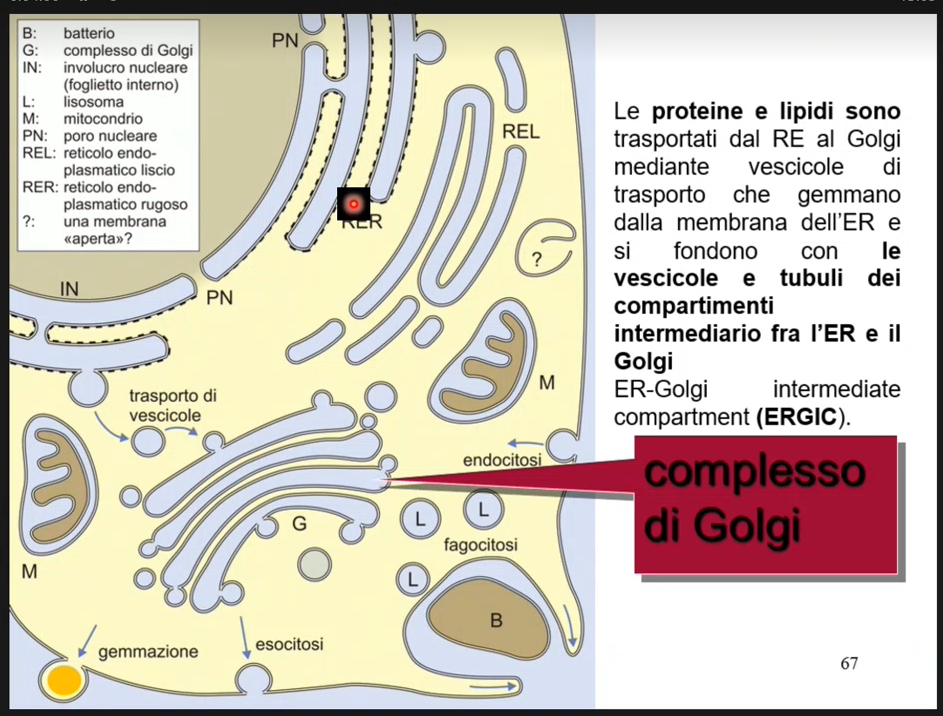 B: batterio
G: complesso di Golgi
IN: involucro nucleare
(foglietto interno)
L: lisosoma
M: mitocondrio
PN: poro nucleare
REL: reticolo endo-
plasmatico liscio
RER: reticolo endo-
plasmatico rugoso
?: una membrana
«aperta»?
PN
REL
RER
?
IN
PN
M
trasporto di
vescicole
endocitosi
G
L
L
fagocitosi
L
M
B
gemmazione
esocitosi
Le proteine e lipidi sono
trasportati dal RE al Golgi
mediante vescicole di
trasporto che gemmano
dalla membrana dell'ER e
si fondono con le
vescicole e tubuli dei
compartimenti
intermediario fra l'ER e il
Golgi
ER-Golgi intermediate
compartment (ERGIC).
complesso
di Golgi
67